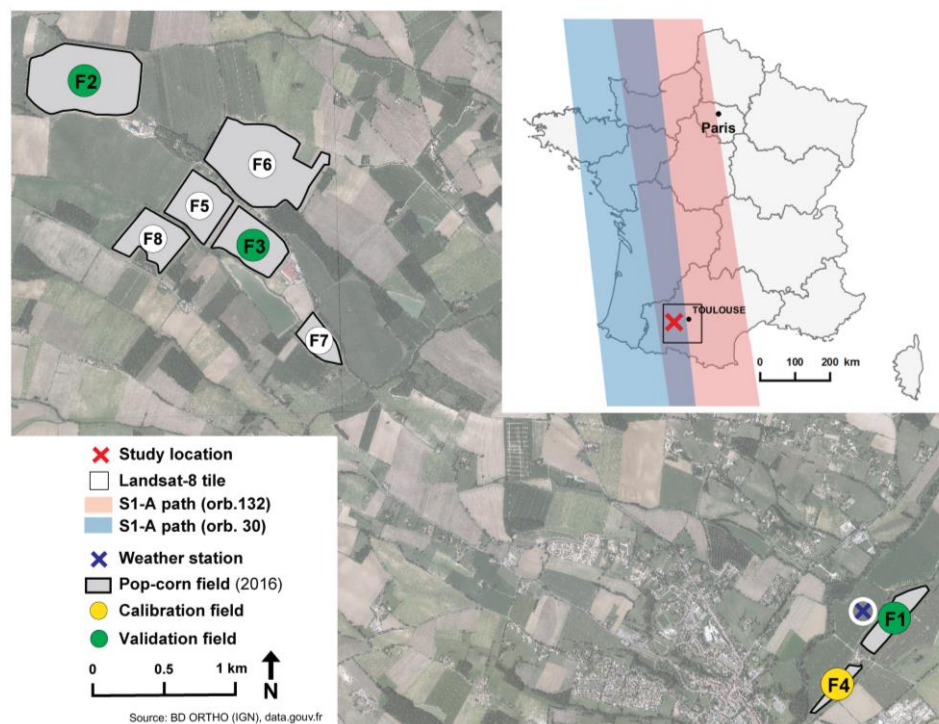 F2
F6
F5
F8
F3
F7
Paris
TOULOUSE
0 100 200 km
Study location
Landsat-8 tile
S1-A path (orb.132)
S1-A path (orb. 30)
Weather station
Pop-corn field (2016)
Calibration field
Validation field
0 0.5 1 km
N
Source: BD ORTHO (IGN), data.gouv.fr
F1
F4